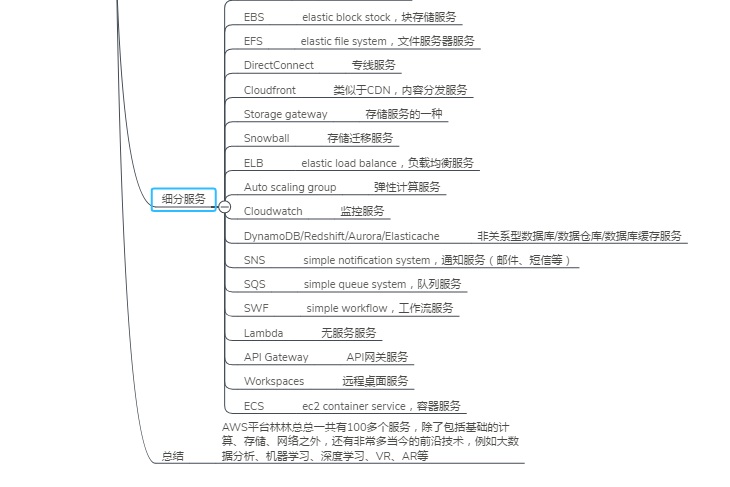 EBS elastic block stock，块存储服务
EFS elastic file system，文件服务器服务
DirectConnect 专线服务
Cloudfront 类似于CDN，内容分发服务
Storage gateway 存储服务的一种
Snowball 存储迁移服务
ELB elastic load balance，负载均衡服务
Auto scaling group 弹性计算服务
细分服务
Cloudwatch 监控服务
DynamoDB/Redshift/Aurora/Elasticache 非关系型数据库/数据仓库/数据库缓存服务
SNS simple notification system，通知服务（邮件、短信等）
SQS simple queue system，队列服务
SWF simple workflow，工作流服务
Lambda 无服务服务
API Gateway API网关服务
Workspaces 远程桌面服务
ECS ec2 container service，容器服务
总结
AWS平台林林总总一共有100多个服务，除了包括基础的计
算、存储、网络之外，还有非常多当今的前沿技术，例如大数
据分析、机器学习、深度学习、VR、AR等